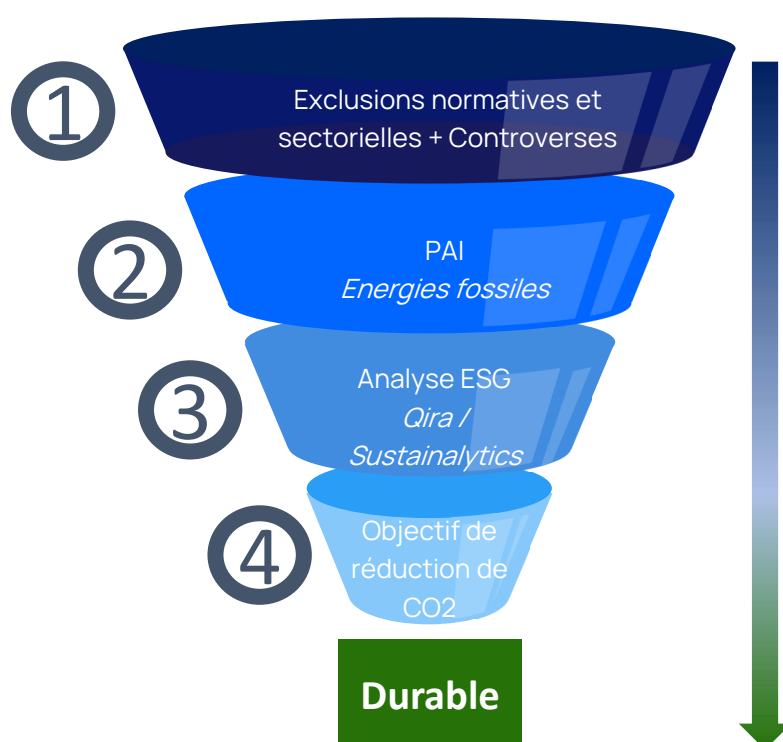 1
Exclusions normatives et
sectorielles + Controverses
2
PAI
Energies fossiles
3
Analyse ESG
Qira /
Sustainalytics
4
Objectif de
réduction de
CO2
Durable